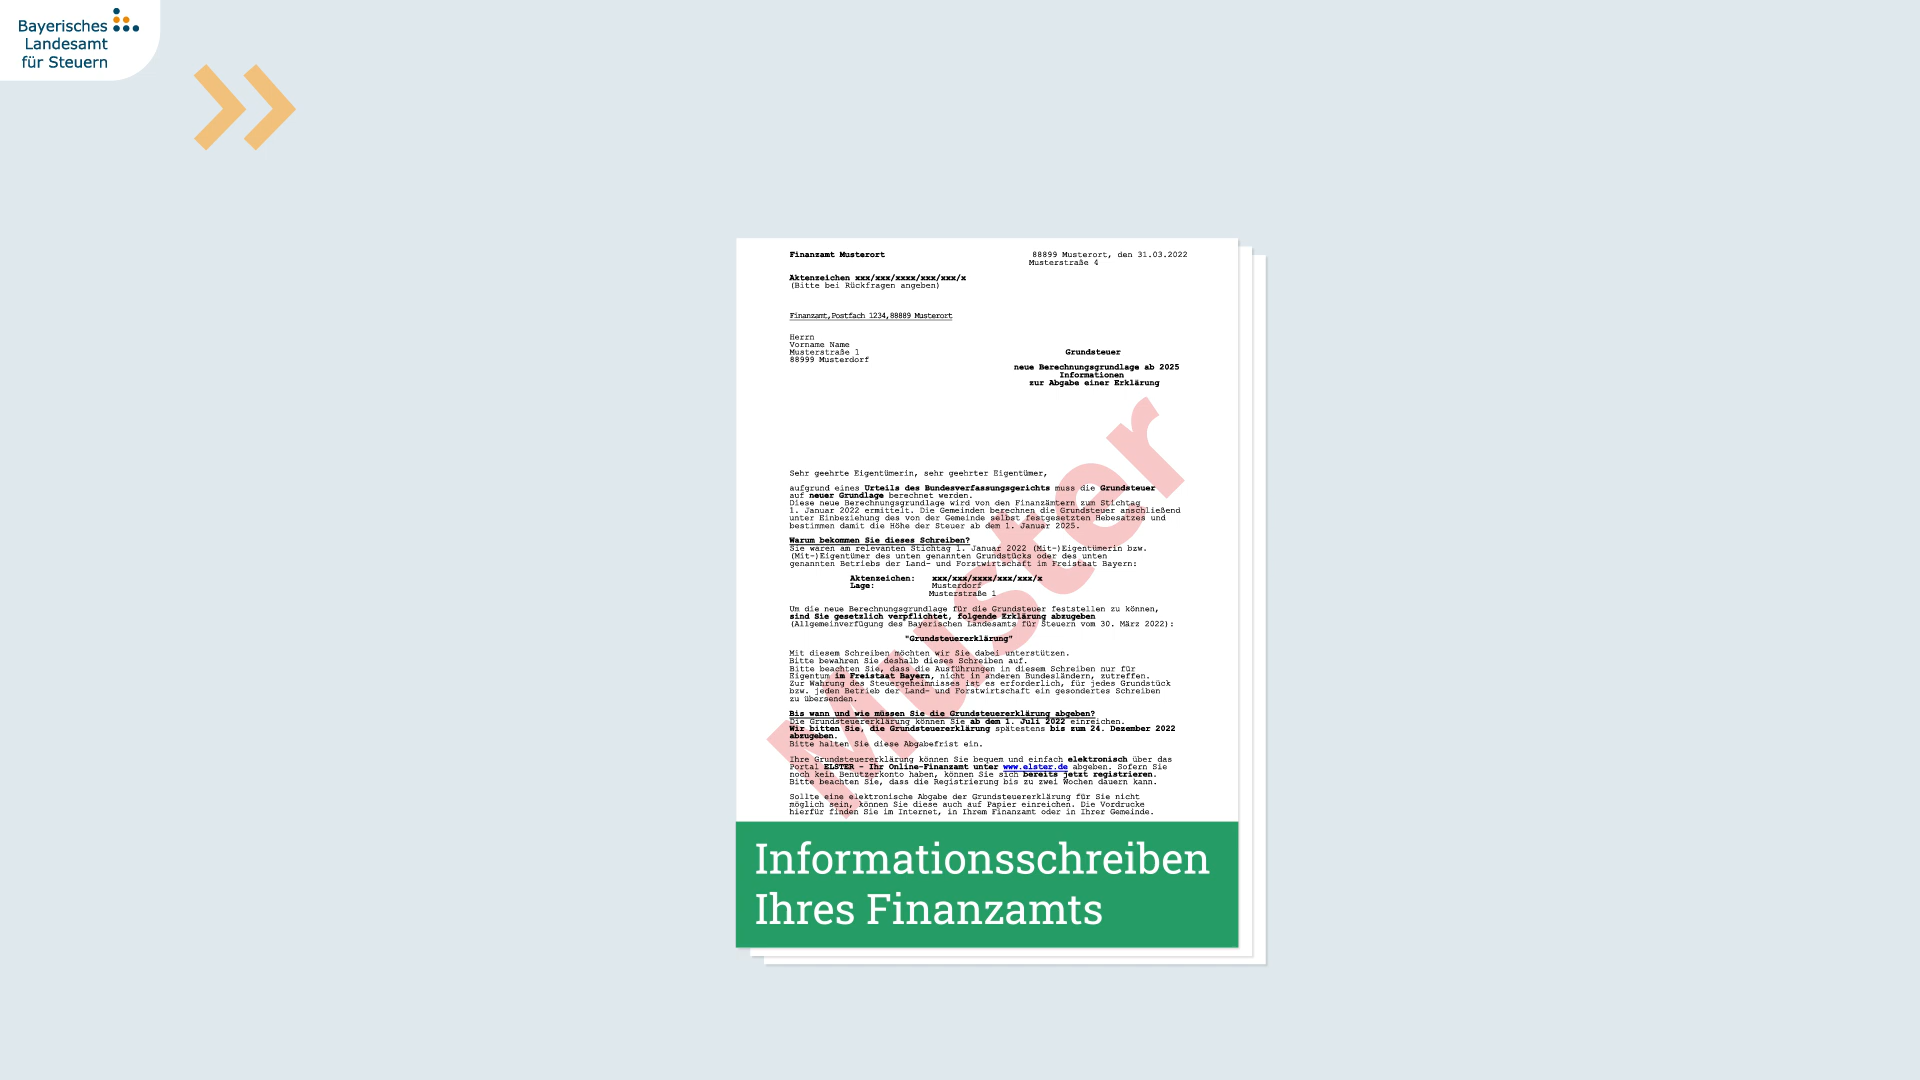 Bayerisches
Landesamt
für Steuern
Finanzamt Musterort
88899 Musterort, den 31.03.2022
Musterstraße 4
Aktenzeichen xxx/xxx/xxxx/xxx/xxx/x
(Bitte bei Rückfragen angeben)
Finanzamt,Postfach 1234,88889 Musterort
Herrn
Vorname Name
Musterstraße 1
88999 Musterdorf
Grundsteuer
neue Berechnungsgrundlage ab 2025
Informationen
zur Abgabe einer Erklärung
Sehr geehrte Eigentümerin, sehr geehrter Eigentümer,
aufgrund eines Urteils des Bundesverfassungsgerichts muss die Grundsteuer
auf neuer Grundlage berechnet werden.
Diese neue Berechnungsgrundlage wird von den Finanzämtern zum Stichtag
1. Januar 2022 ermittelt. Die Gemeinden berechnen die Grundsteuer anschließend
unter Einbeziehung des von der Gemeinde selbst festgesetzten Hebesatzes und
bestimmen damit die Höhe der Steuer ab dem 1. Januar 2025.
Warum bekommen Sie dieses Schreiben?
Sie waren am relevanten Stichtag 1. Januar 2022 (Mit-)Eigentümerin bzw.
(Mit-)Eigentümer des unten genannten Grundstücks oder des unten
genannten Betriebs der Land- und Forstwirtschaft im Freistaat Bayern:
Aktenzeichen: xxx/xxx/xxxx/xxx/xxx/x
Lage: Musterdorf
Musterstraße 1
Um die neue Berechnungsgrundlage für die Grundsteuer feststellen zu können,
sind Sie gesetzlich verpflichtet, folgende Erklärung abzugeben
(Allgemeinverfügung des Bayerischen Landesamts für Steuern vom 30. März 2022):
"Grundsteuererklärung"
Mit diesem Schreiben möchten wir Sie dabei unterstützen.
Bitte bewahren Sie deshalb dieses Schreiben auf.
Bitte beachten Sie, dass die Ausführungen in diesem Schreiben nur für
Eigentum im Freistaat Bayern, nicht in anderen Bundesländern, zutreffen.
Zur Wahrung des Steuergeheimnisses ist es erforderlich, für jedes Grundstück
bzw. jeden Betrieb der Land- und Forstwirtschaft ein gesondertes Schreiben
zu übersenden.
Bis wann und wie müssen Sie die Grundsteuererklärung abgeben?
Die Grundsteuererklärung können Sie ab dem 1. Juli 2022 einreichen.
Wir bitten Sie, die Grundsteuererklärung spätestens bis zum 24. Dezember 2022
abzugeben.
Bitte halten Sie diese Abgabefrist ein.
Ihre Grundsteuererklärung können Sie bequem und einfach elektronisch über das
Portal ELSTER - Ihr Online-Finanzamt unter www.elster.de abgeben. Sofern Sie
noch kein Benutzerkonto haben, können Sie sich bereits jetzt registrieren.
Bitte beachten Sie, dass die Registrierung bis zu zwei Wochen dauern kann.
Sollte eine elektronische Abgabe der Grundsteuererklärung für Sie nicht
möglich sein, können Sie diese auch auf Papier einreichen. Die Vordrucke
hierfür finden Sie im Internet, in Ihrem Finanzamt oder in Ihrer Gemeinde.
Muster
Informationsschreiben
Ihres Finanzamts